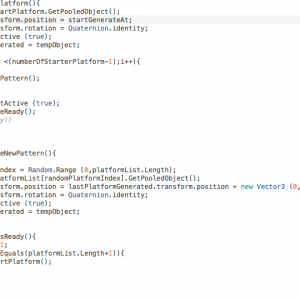 latform(){
artPlatform.GetPooledObject();
sform.position = startGenerateAt;
sform.rotation = Quaternion.identity;
ctive (true);
erated = tempObject;
<(numberOfStarterPlatform-1);i++){
Pattern();
tActive (true);
eReady();
y!!
eNewPattern(){
ndex = Random.Range (0,platformList.Length);
atformList[randomPlatformIndex].GetPooledObject();
sform.position = lastPlatformGenerated.transform.position + new Vector3 (0,
sform.rotation = Quaternion.identity;
ctive (true);
erated = tempObject;
sReady(){
1;
Equals(platformList.Length+1)){
rtPlatform();